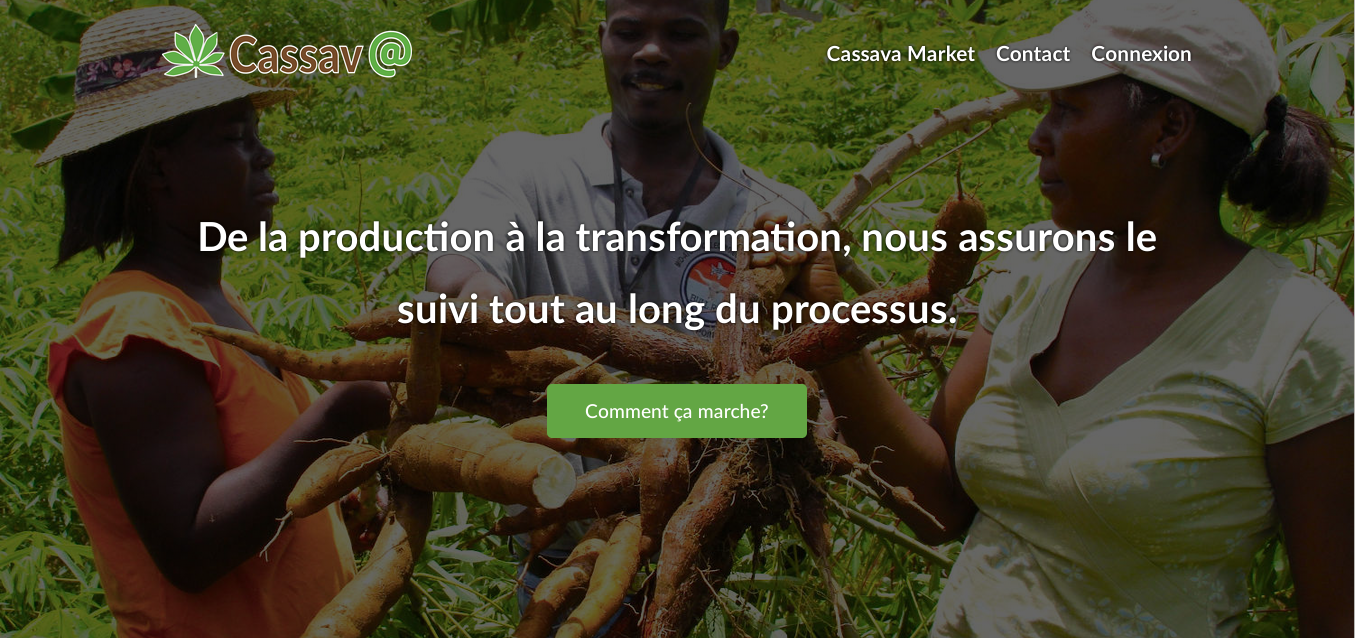 Cassav@
Cassava Market Contact Connexion
De la production à la transformation, nous assurons le
suivi tout au long du processus.
Comment ça marche?